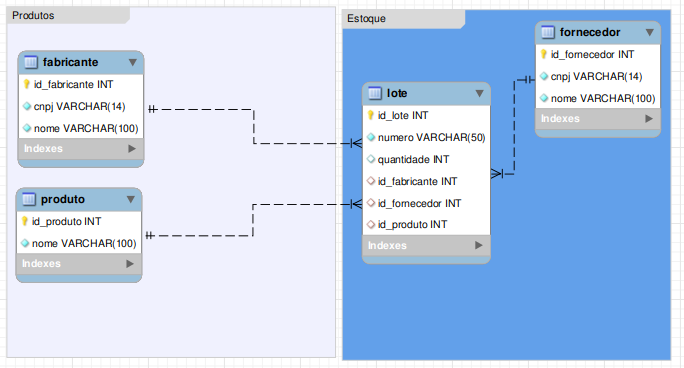 Produtos
fabricante
id_fabricante INT
cnpj VARCHAR(14)
nome VARCHAR(100)
Indexes
produto
id_produto INT
nome VARCHAR(100)
Indexes
Estoque
lote
id_lote INT
numero VARCHAR(50)
quantidade INT
id_fabricante INT
id_fornecedor INT
id_produto INT
Indexes
fornecedor
id_fornecedor INT
cnpj VARCHAR(14)
nome VARCHAR(100)
Indexes